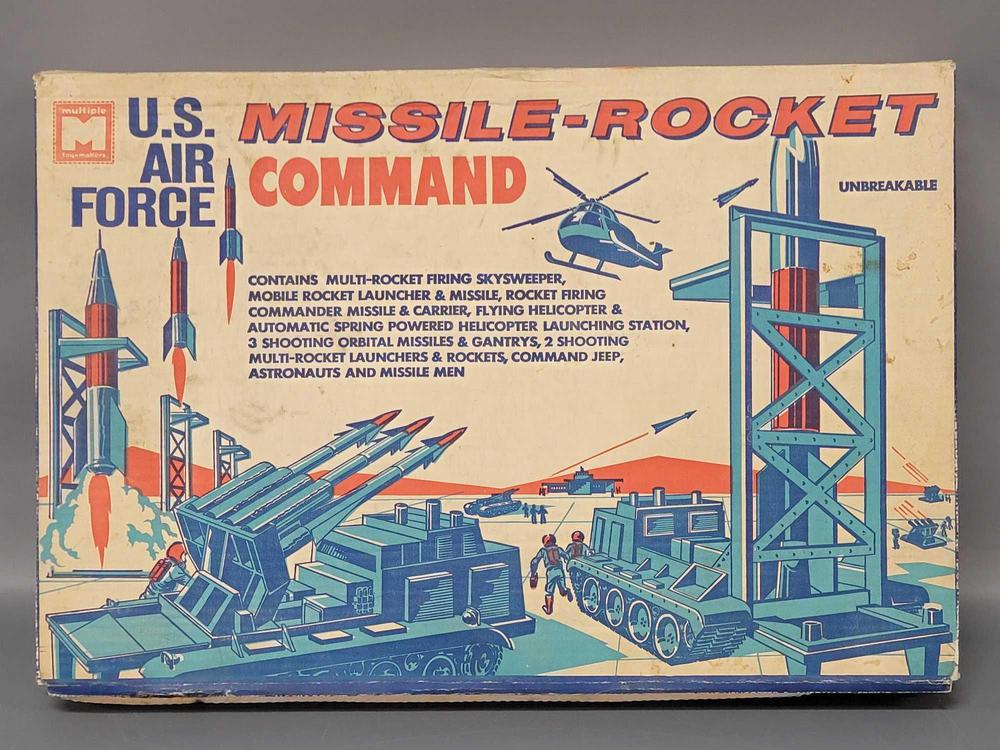 multiple
M
toy-makers
U.S.
AIR
FORCE
MISSILE-ROCKET
COMMAND
UNBREAKABLE
CONTAINS MULTI-ROCKET FIRING SKYSWEEPER,
MOBILE ROCKET LAUNCHER & MISSILE, ROCKET FIRING
COMMANDER MISSILE & CARRIER, FLYING HELICOPTER &
AUTOMATIC SPRING POWERED HELICOPTER LAUNCHING STATION,
3 SHOOTING ORBITAL MISSILES & GANTRYS, 2 SHOOTING
MULTI-ROCKET LAUNCHERS & ROCKETS, COMMAND JEEP,
ASTRONAUTS AND MISSILE MEN